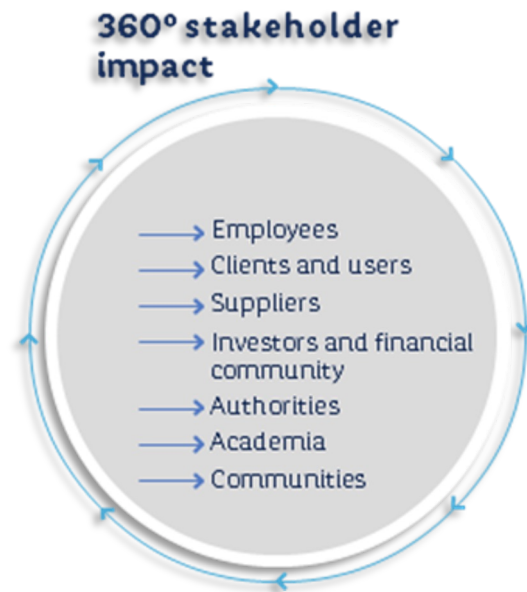 360º stakeholder
impact
Employees
Clients and users
Suppliers
Investors and financial
community
Authorities
Academia
Communities